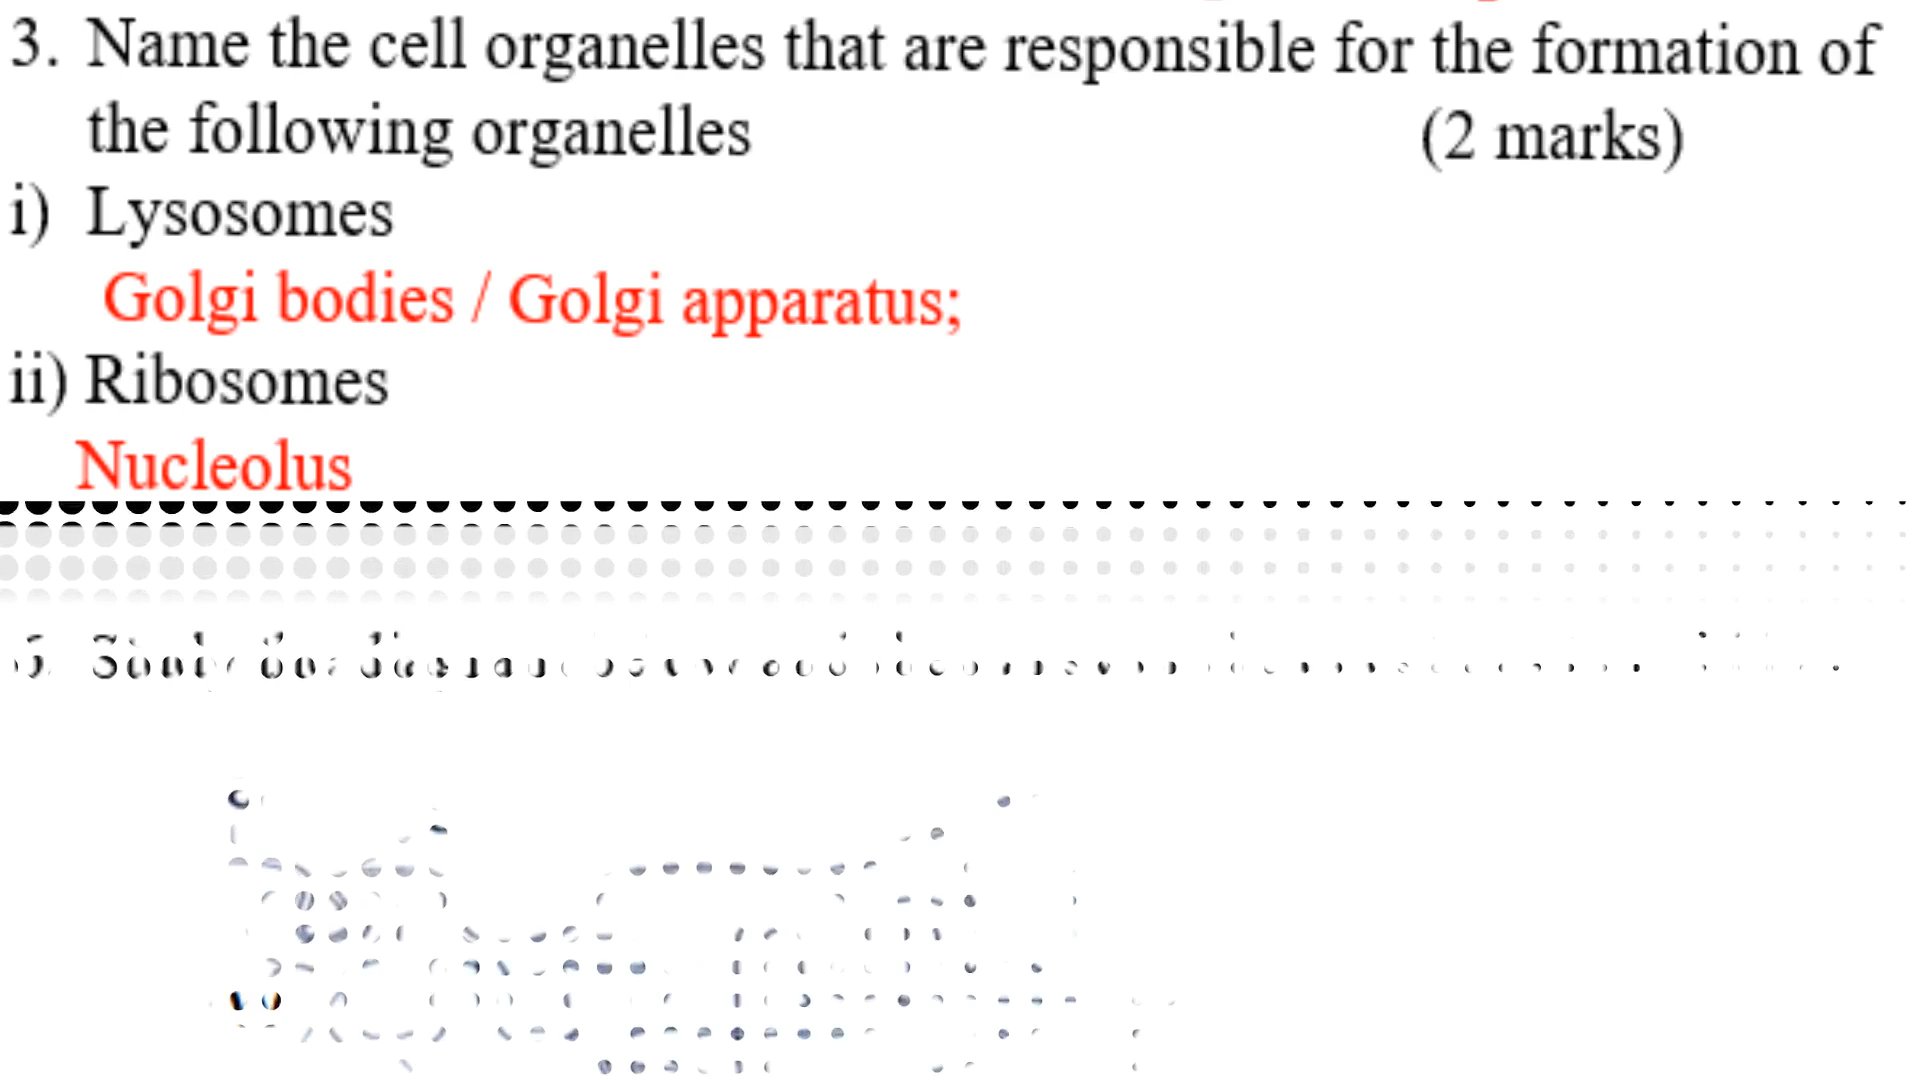 3. Name the cell organelles that are responsible for the formation of
the following organelles (2 marks)
i) Lysosomes
Golgi bodies / Golgi apparatus;
ii) Ribosomes
Nucleolus